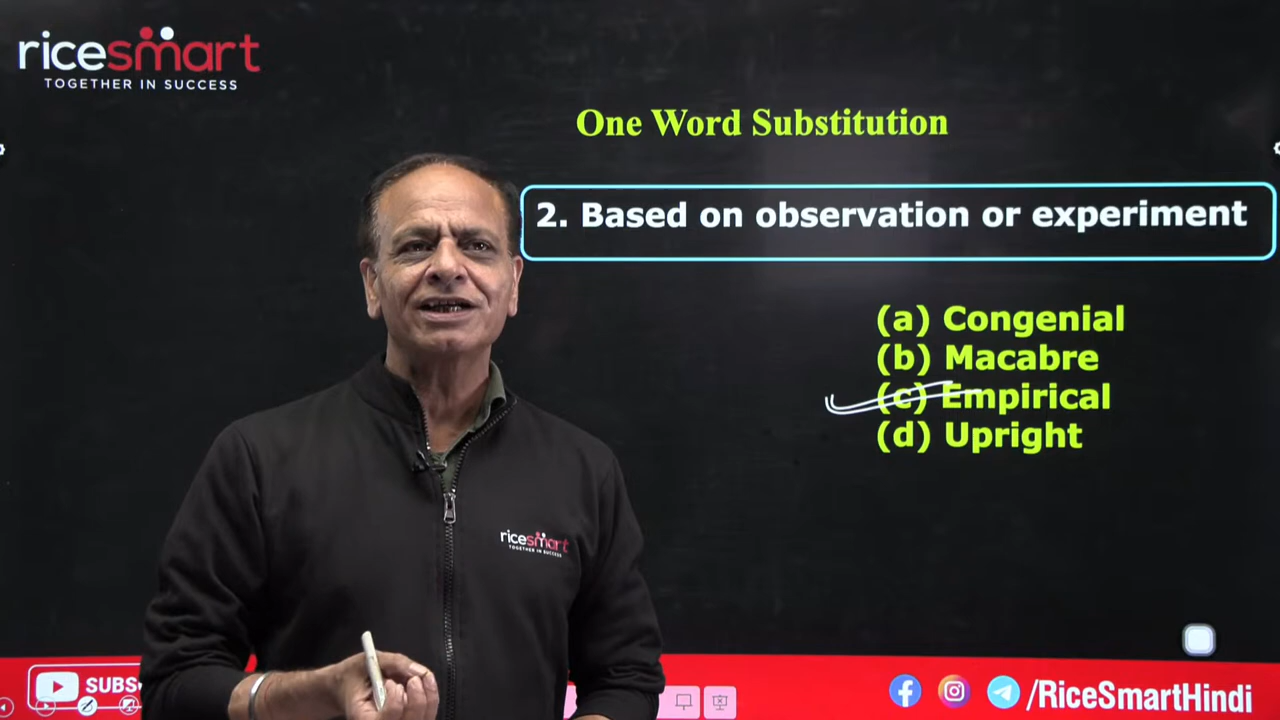 ricesmart
TOGETHER IN SUCCESS
One Word Substitution
2. Based on observation or experiment
(a) Congenial
(b) Macabre
(c) Empirical
(d) Upright
ricesmart
TOGETHER IN SUCCESS
SUBS
/RiceSmartHindi